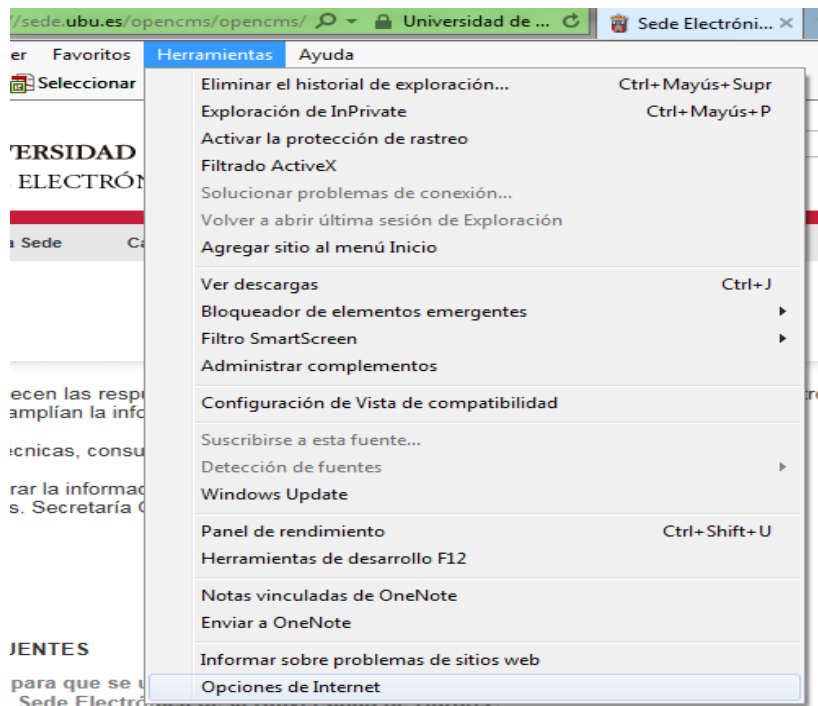 //sede.ubu.es/opencms/opencms/ Universidad de ... Sede Electróni...
er Favoritos Herramientas Ayuda
Seleccionar
Eliminar el historial de exploración... Ctrl+Mayús+Supr
Exploración de InPrivate Ctrl+Mayús+P
Activar la protección de rastreo
Filtrado ActiveX
Solucionar problemas de conexión...
Volver a abrir última sesión de Exploración
Agregar sitio al menú Inicio
Ver descargas Ctrl+J
Bloqueador de elementos emergentes
Filtro SmartScreen
Administrar complementos
Configuración de Vista de compatibilidad
Suscribirse a esta fuente...
Detección de fuentes
Windows Update
Panel de rendimiento Ctrl+Shift+U
Herramientas de desarrollo F12
Notas vinculadas de OneNote
Enviar a OneNote
Informar sobre problemas de sitios web
Opciones de Internet
VERSIDAD
ELECTRÓN
a Sede Ca
ecen las resp
amplían la info
écnicas, consu
rar la informac
s. Secretaría
UENTES
para que se u
Sede Electró